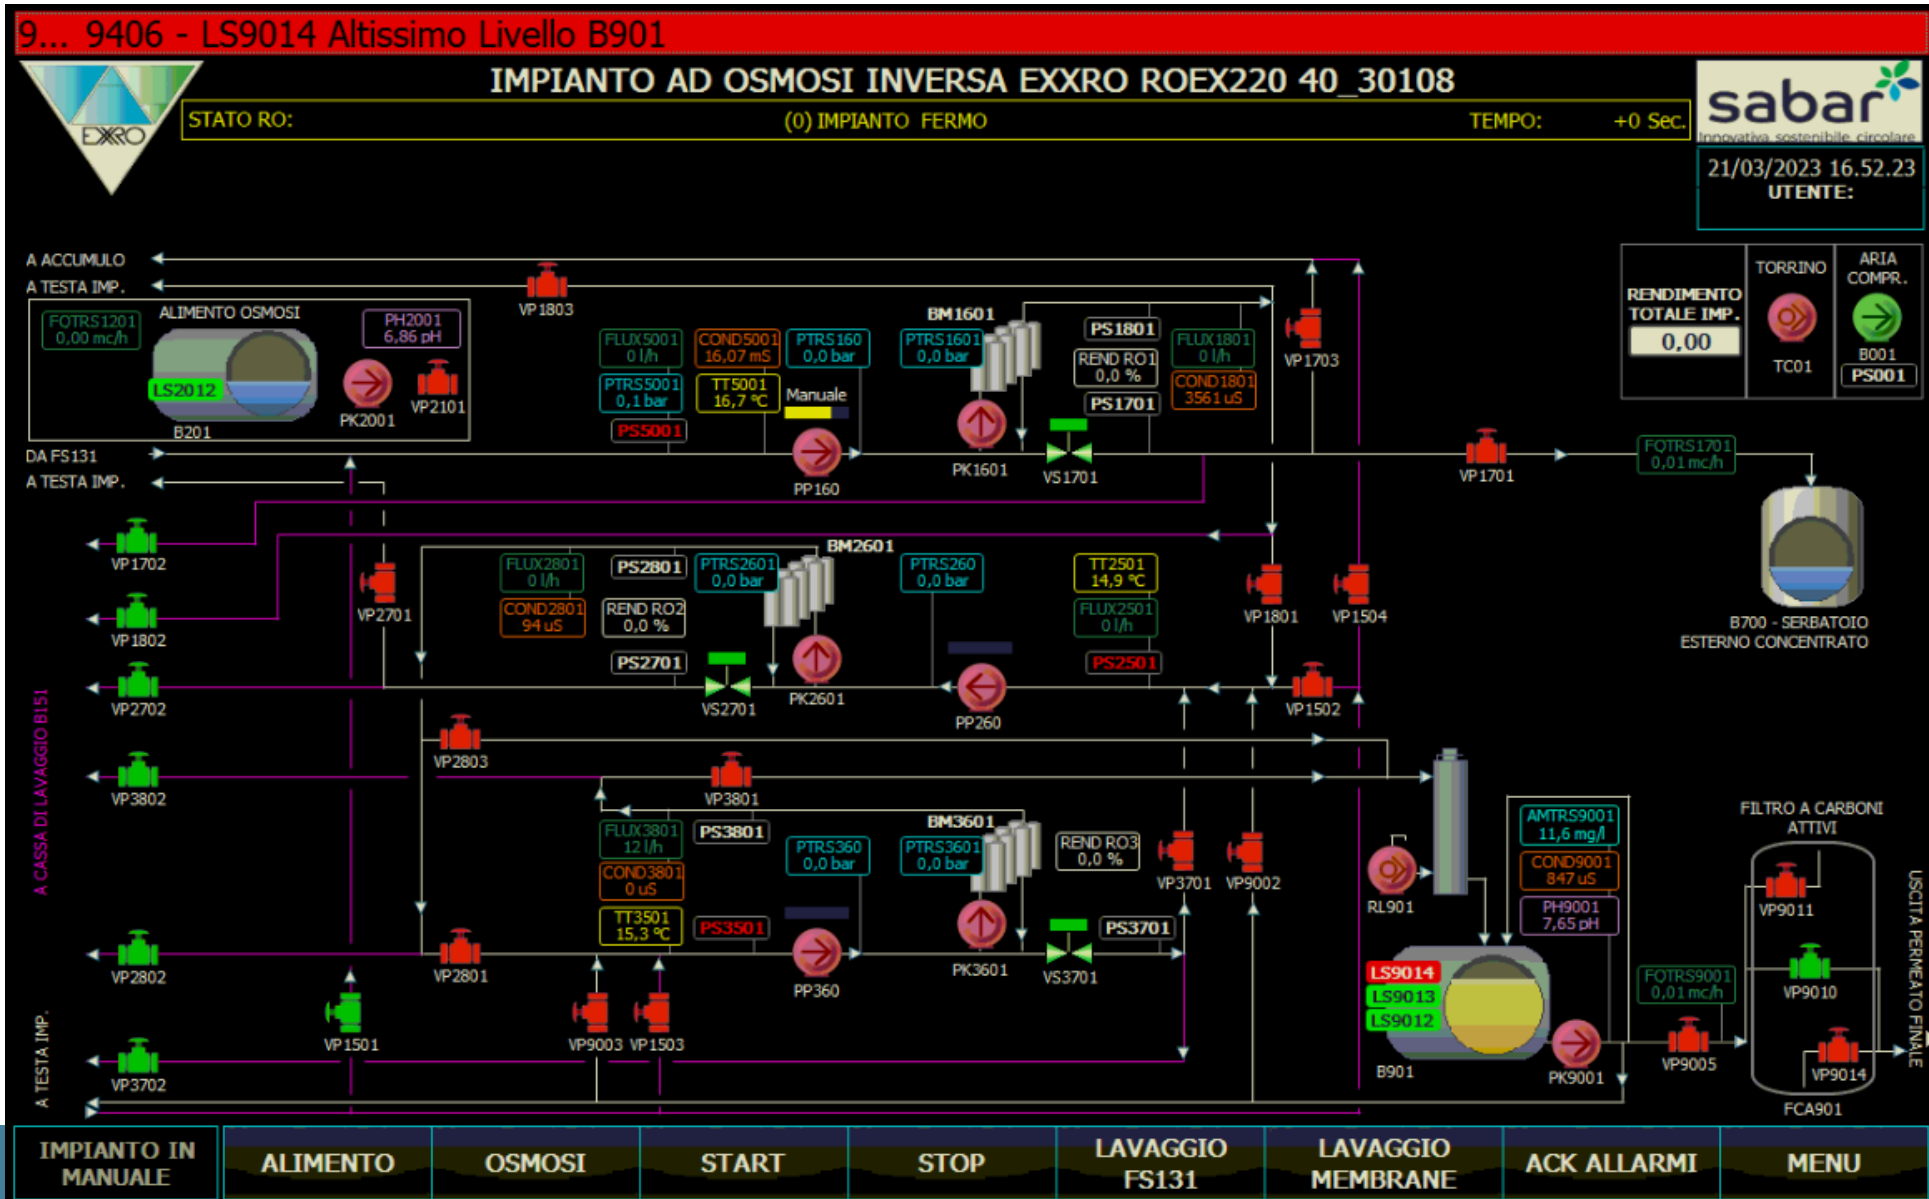 9... 9406 - LS9014 Altissimo Livello B901
EXXRO
IMPIANTO AD OSMOSI INVERSA EXXRO ROEX220 40_30108
STATO RO: (0) IMPIANTO FERMO TEMPO: +0 Sec.
sabar
Innovativa sostenibile circolare
21/03/2023 16.52.23
UTENTE:
A ACCUMULO
A TESTA IMP.
VP1803
FQTRS1201
0,00 mc/h
ALIMENTO OSMOSI
PH2001
6,86 pH
LS2012
B201
PK2001
VP2101
DA FS131
A TESTA IMP.
FLUX5001
0 l/h
PTRS5001
0,1 bar
PS5001
COND5001
16,07 mS
TT5001
16,7 °C
PTRS160
0,0 bar
Manuale
PP160
BM1601
PTRS1601
0,0 bar
PK1601
PS1801
REND RO1
0,0 %
PS1701
VS1701
FLUX1801
0 l/h
COND1801
3561 uS
VP1703
RENDIMENTO
TOTALE IMP.
0,00
TORRINO
TC01
ARIA
COMPR.
B001
PS001
VP1701
FQTRS1701
0,01 mc/h
B700 - SERBATOIO
ESTERNO CONCENTRATO
VP1702
VP1802
VP2702
VP3802
VP2802
VP3702
A CASSA DI LAVAGGIO B151
A TESTA IMP.
VP2701
FLUX2801
0 l/h
COND2801
94 uS
PS2801
REND RO2
0,0 %
PS2701
VS2701
PTRS2601
0,0 bar
BM2601
PK2601
PTRS260
0,0 bar
PP260
TT2501
14,9 °C
FLUX2501
0 l/h
PS2501
VP1801
VP1504
VP1502
VP2803
VP3801
FLUX3801
12 l/h
COND3801
0 uS
TT3501
15,3 °C
PS3801
PS3501
PTRS360
0,0 bar
PP360
BM3601
PTRS3601
0,0 bar
PK3601
REND RO3
0,0 %
PS3701
VS3701
VP3701
VP9002
VP2801
VP1501
VP9003
VP1503
RL901
AMTRS9001
11,6 mg/l
COND9001
847 uS
PH9001
7,65 pH
LS9014
LS9013
LS9012
B901
PK9001
FQTRS9001
0,01 mc/h
VP9005
FILTRO A CARBONI
ATTIVI
VP9011
VP9010
VP9014
FCA901
USCITA PERMEATO FINALE
IMPIANTO IN
MANUALE
ALIMENTO
OSMOSI
START
STOP
LAVAGGIO
FS131
LAVAGGIO
MEMBRANE
ACK ALLARMI
MENU